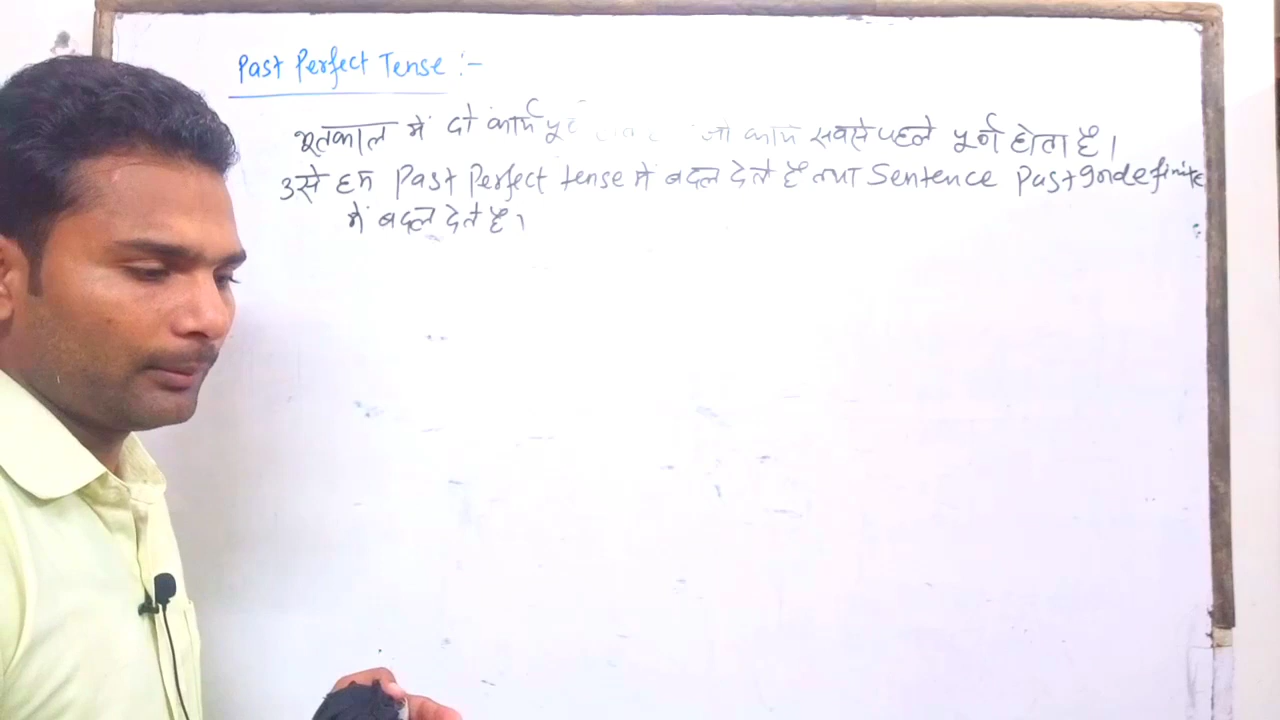 Past Perfect Tense :-
भूतकाल में दो कार्य जो कार्य सबसे पहले पूर्ण होता है।
उसे हम Past Perfect tense में बदल देते हैं तथा Sentence Past Indefinite
में बदल देते है।